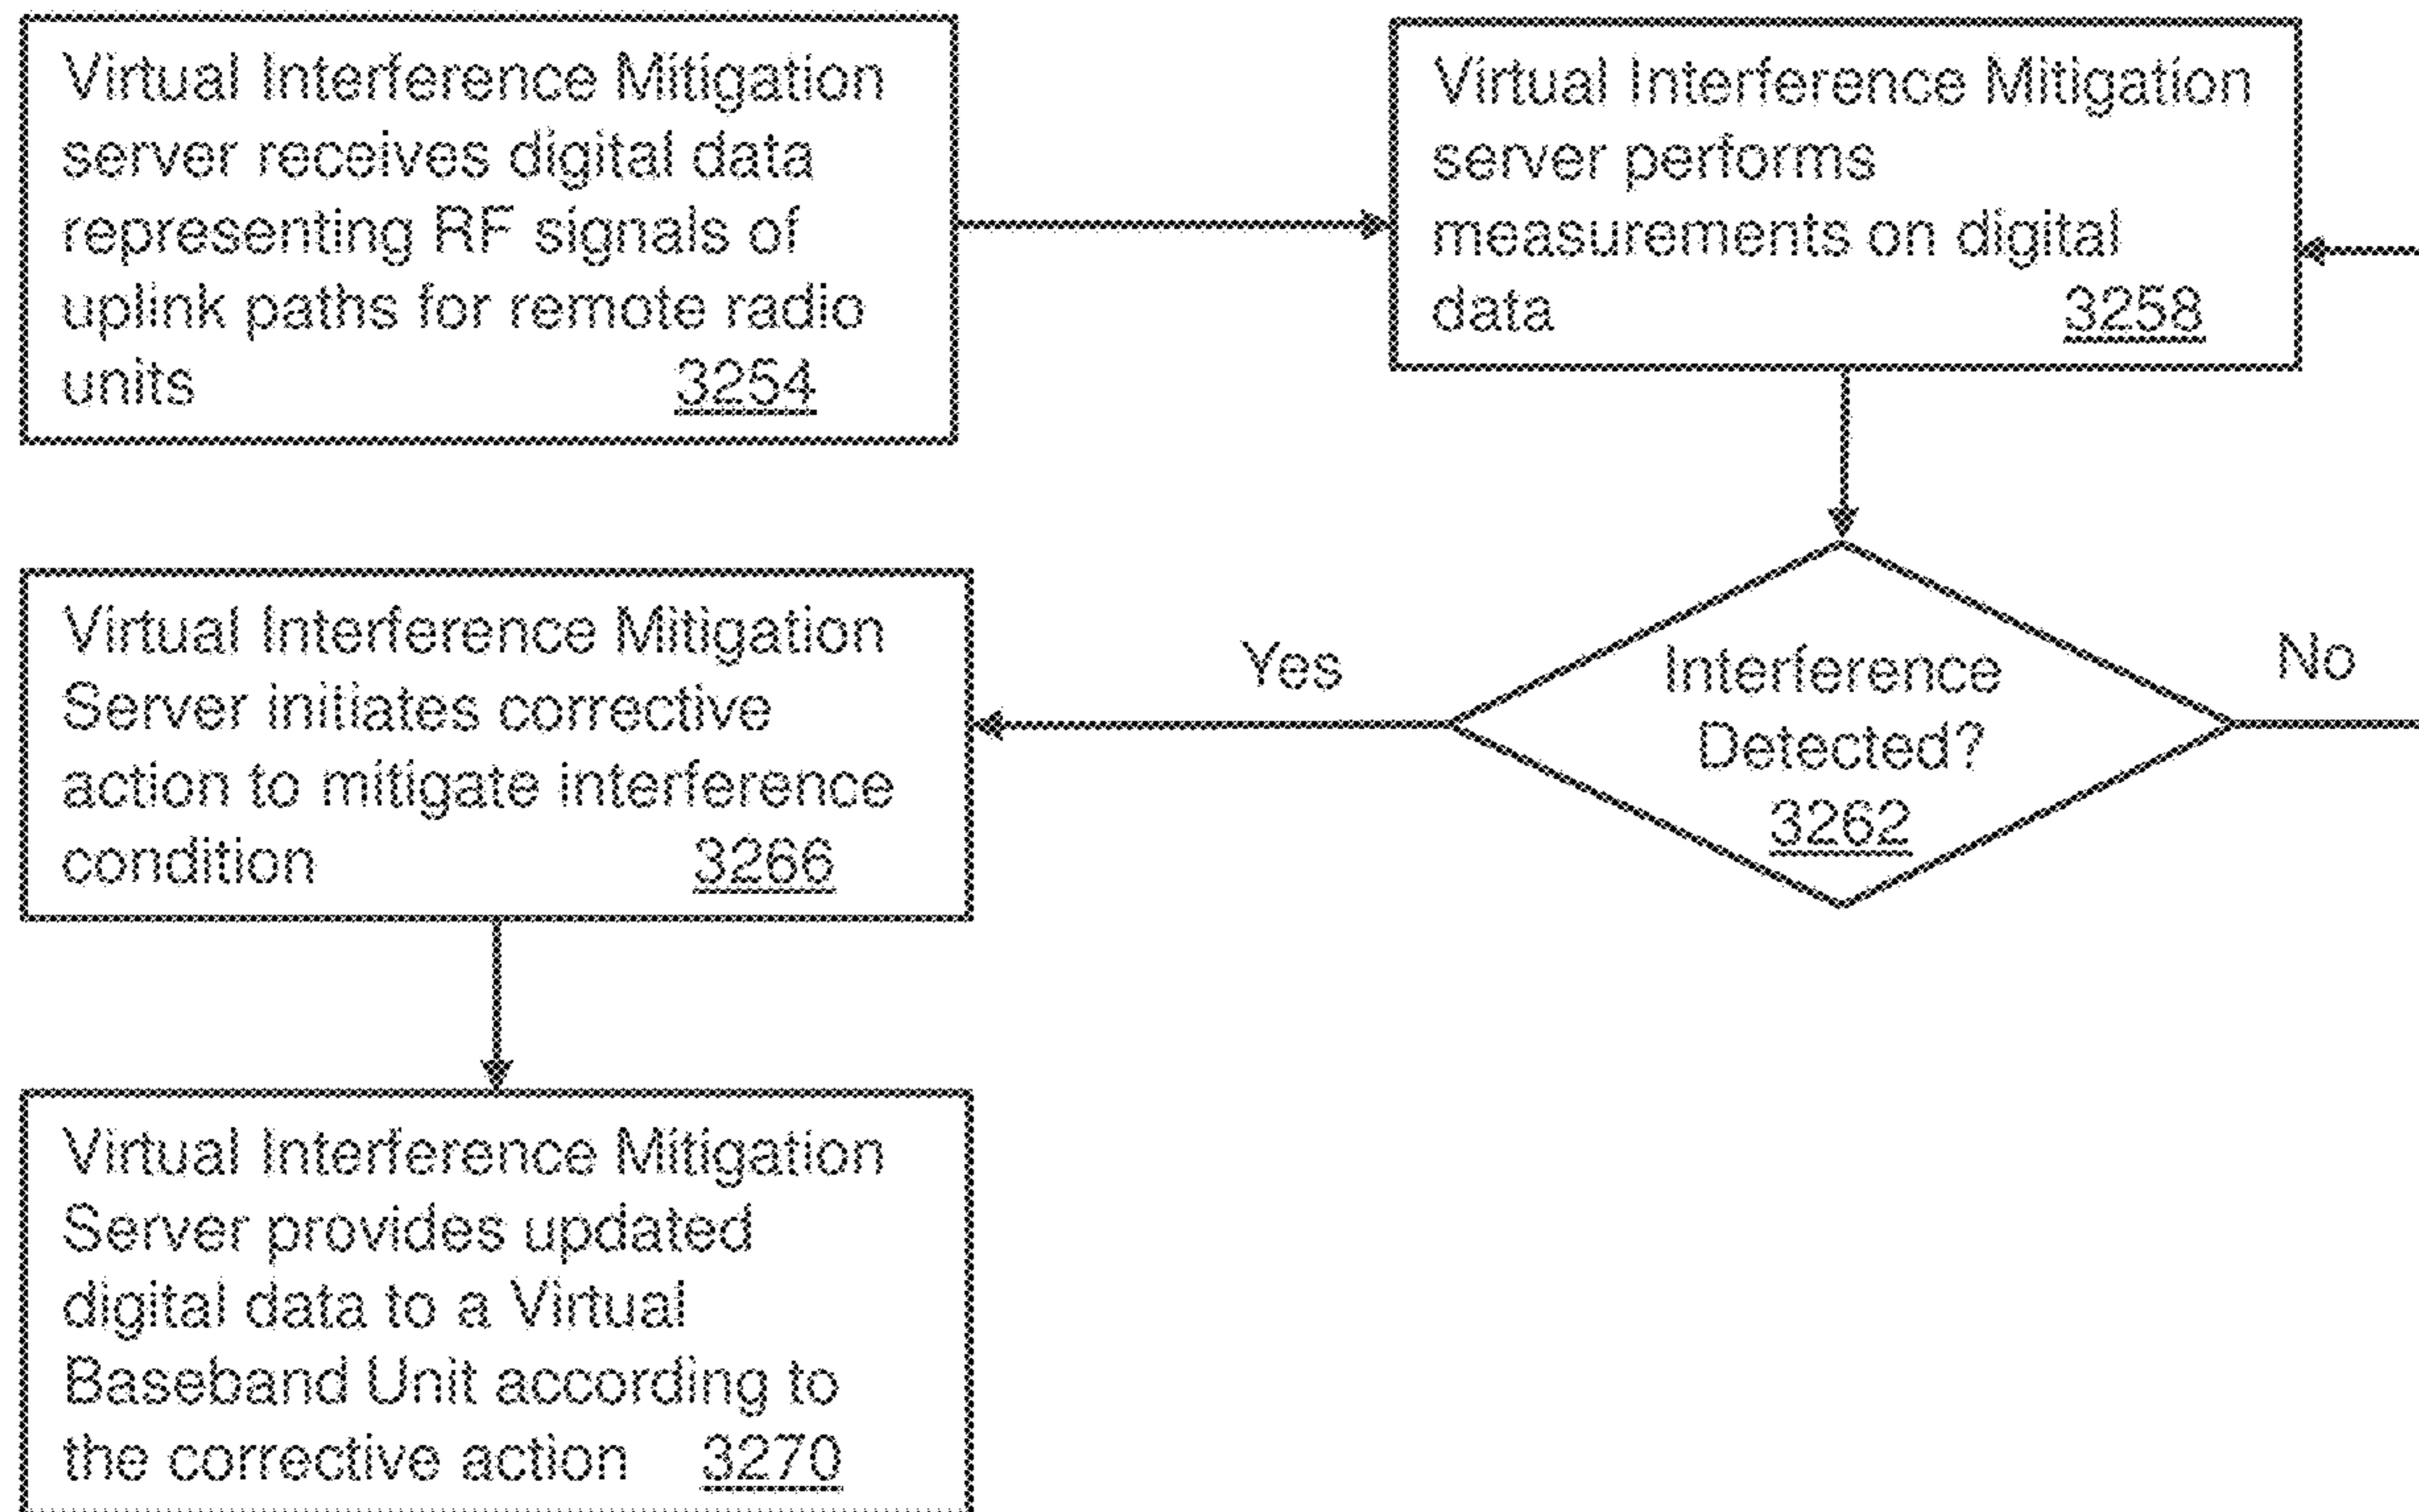 Virtual Interference Mitigation
server receives digital data
representing RF signals of
uplink paths for remote radio
units 3254
Virtual Interference Mitigation
server performs
measurements on digital
data 3258
Interference
Detected?
3262
Yes
No
Virtual Interference Mitigation
Server initiates corrective
action to mitigate interference
condition 3266
Virtual Interference Mitigation
Server provides updated
digital data to a Virtual
Baseband Unit according to
the corrective action 3270